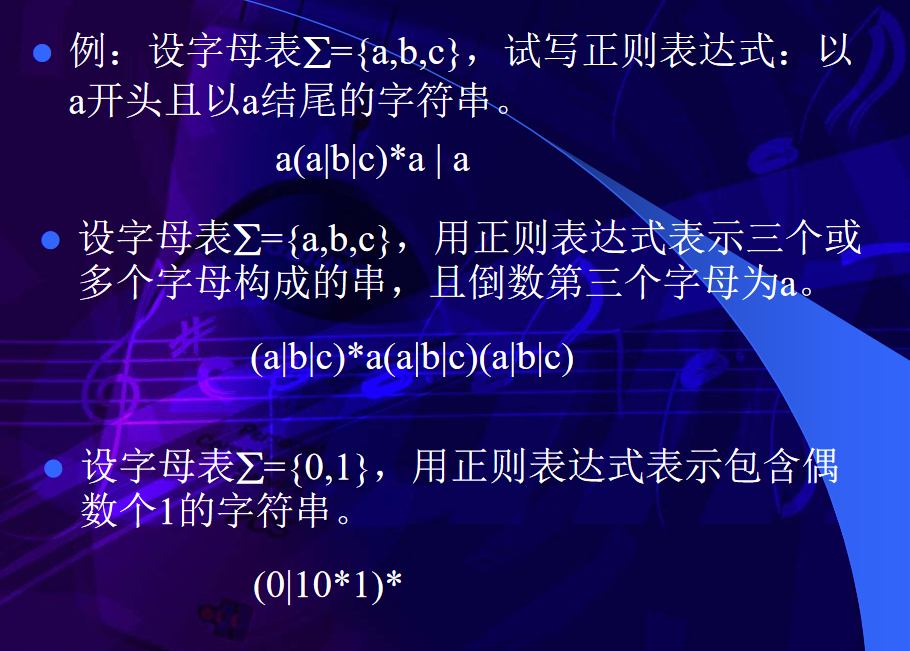 例：设字母表∑={a,b,c}，试写正则表达式：以
a开头且以a结尾的字符串。
a(a|b|c)*a | a
设字母表∑={a,b,c}，用正则表达式表示三个或
多个字母构成的串，且倒数第三个字母为a。
(a|b|c)*a(a|b|c)(a|b|c)
设字母表∑={0,1}，用正则表达式表示包含偶
数个1的字符串。
(0|10*1)*